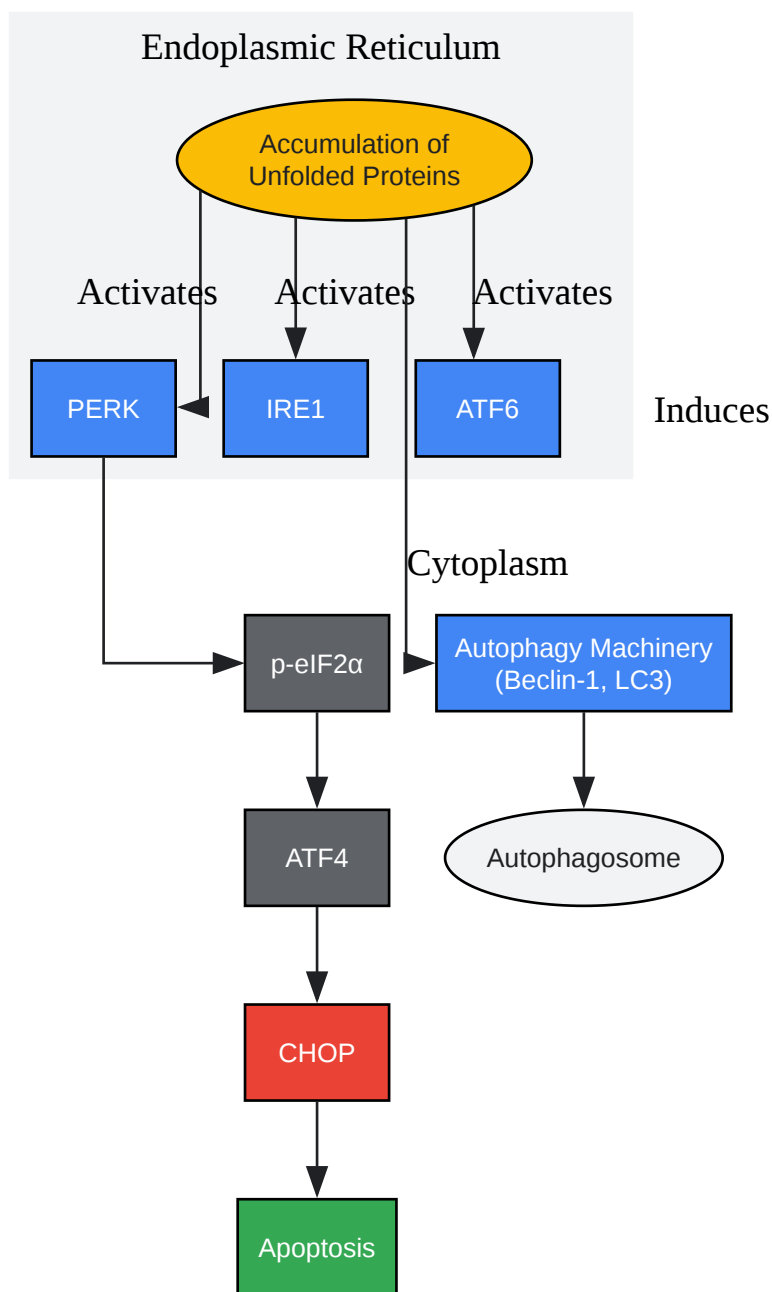 Endoplasmic Reticulum
Accumulation of
Unfolded Proteins
Activates
Activates
Activates
PERK
IRE1
ATF6
Induces
Cytoplasm
p-eIF2α
Autophagy Machinery
(Beclin-1, LC3)
ATF4
Autophagosome
CHOP
Apoptosis